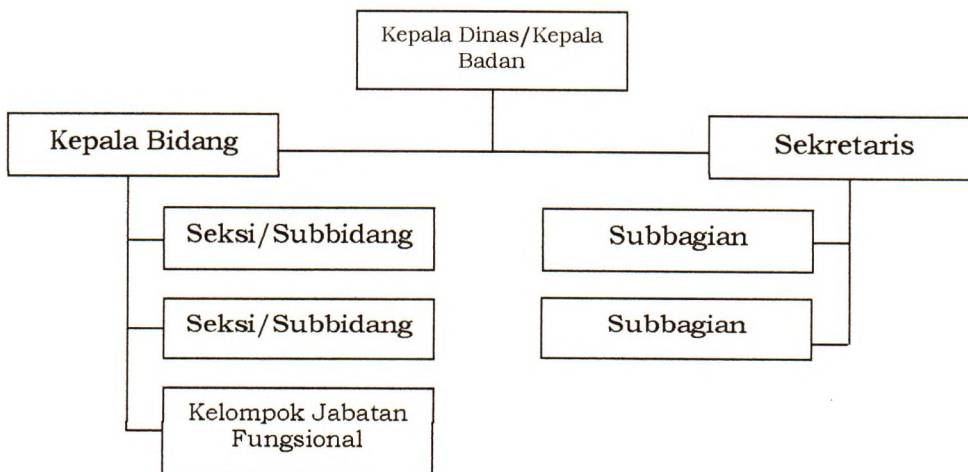 Kepala Dinas/Kepala
Badan
Kepala Bidang
Sekretaris
Seksi/Subbidang
Subbagian
Seksi/Subbidang
Subbagian
Kelompok Jabatan
Fungsional